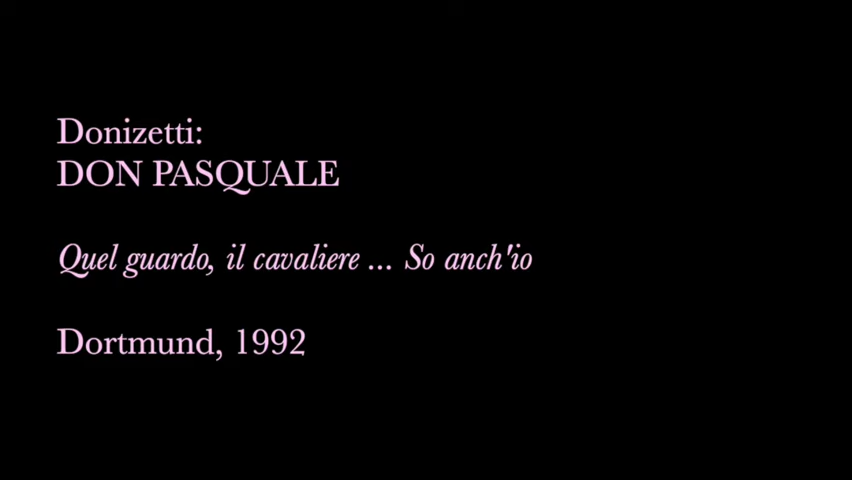 Donizetti:
DON PASQUALE
Quel guardo, il cavaliere ... So anch'io
Dortmund, 1992